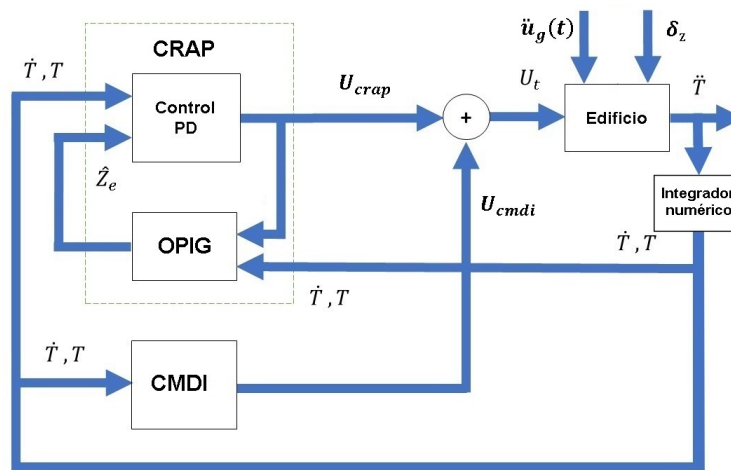 ü_g(t)
δ_z
CRAP
Ṫ , T
Control
PD
U_crap
+
U_t
Edificio
T̈
Ẑ_e
U_cmdi
Integrador
numérico
OPIG
Ṫ , T
Ṫ , T
Ṫ , T
CMDI